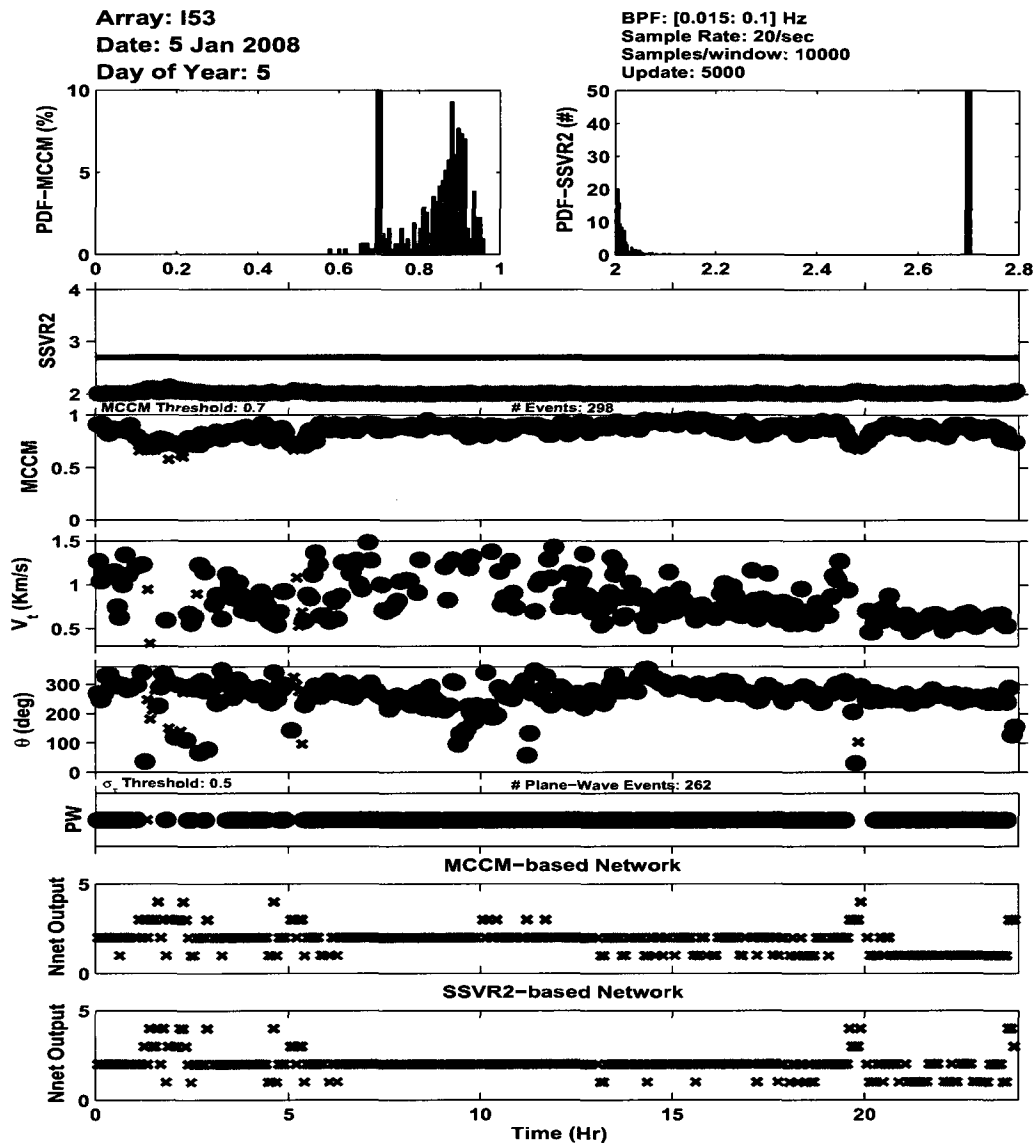 Array: I53
Date: 5 Jan 2008
Day of Year: 5
BPF: [0.015: 0.1] Hz
Sample Rate: 20/sec
Samples/window: 10000
Update: 5000
PDF-MCCM (%)
10
5
0
0 0.2 0.4 0.6 0.8 1
PDF-SSVR2 (#)
50
40
30
20
10
0
2 2.2 2.4 2.6 2.8
SSVR2
4
3
2
MCCM Threshold: 0.7 # Events: 298
MCCM
1
0.5
0
V_t (Km/s)
1.5
1
0.5
θ (deg)
300
200
100
0
σ_τ Threshold: 0.5 # Plane-Wave Events: 262
PW
MCCM-based Network
Nnet Output
5
0
SSVR2-based Network
Nnet Output
5
0
0 5 10 15 20
Time (Hr)